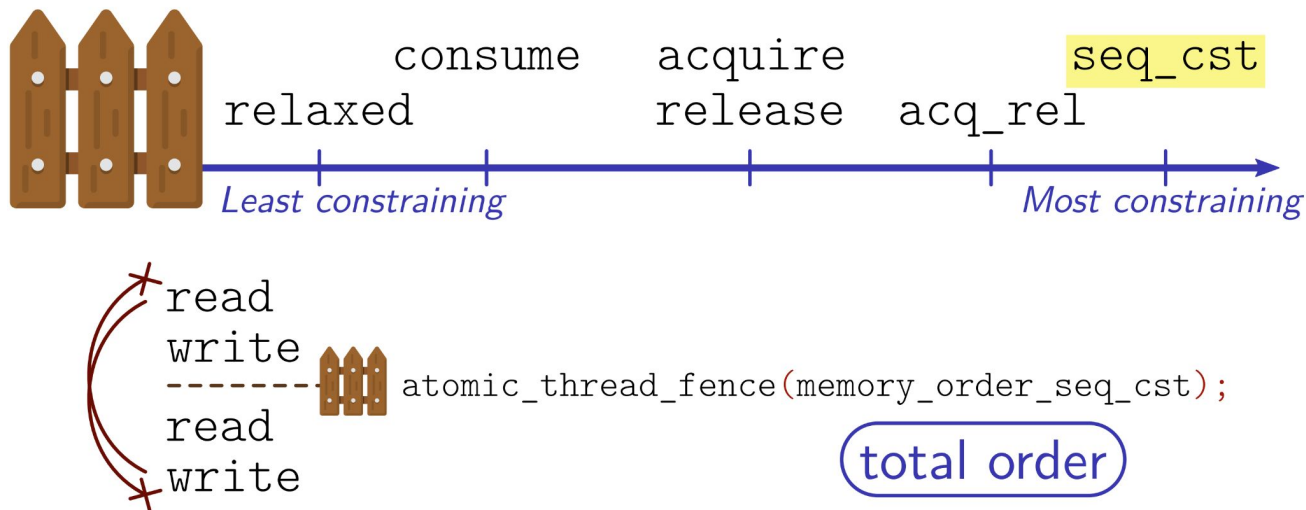 consume acquire seq_cst
relaxed release acq_rel
Least constraining Most constraining
read
write
atomic_thread_fence(memory_order_seq_cst);
read
total order
write